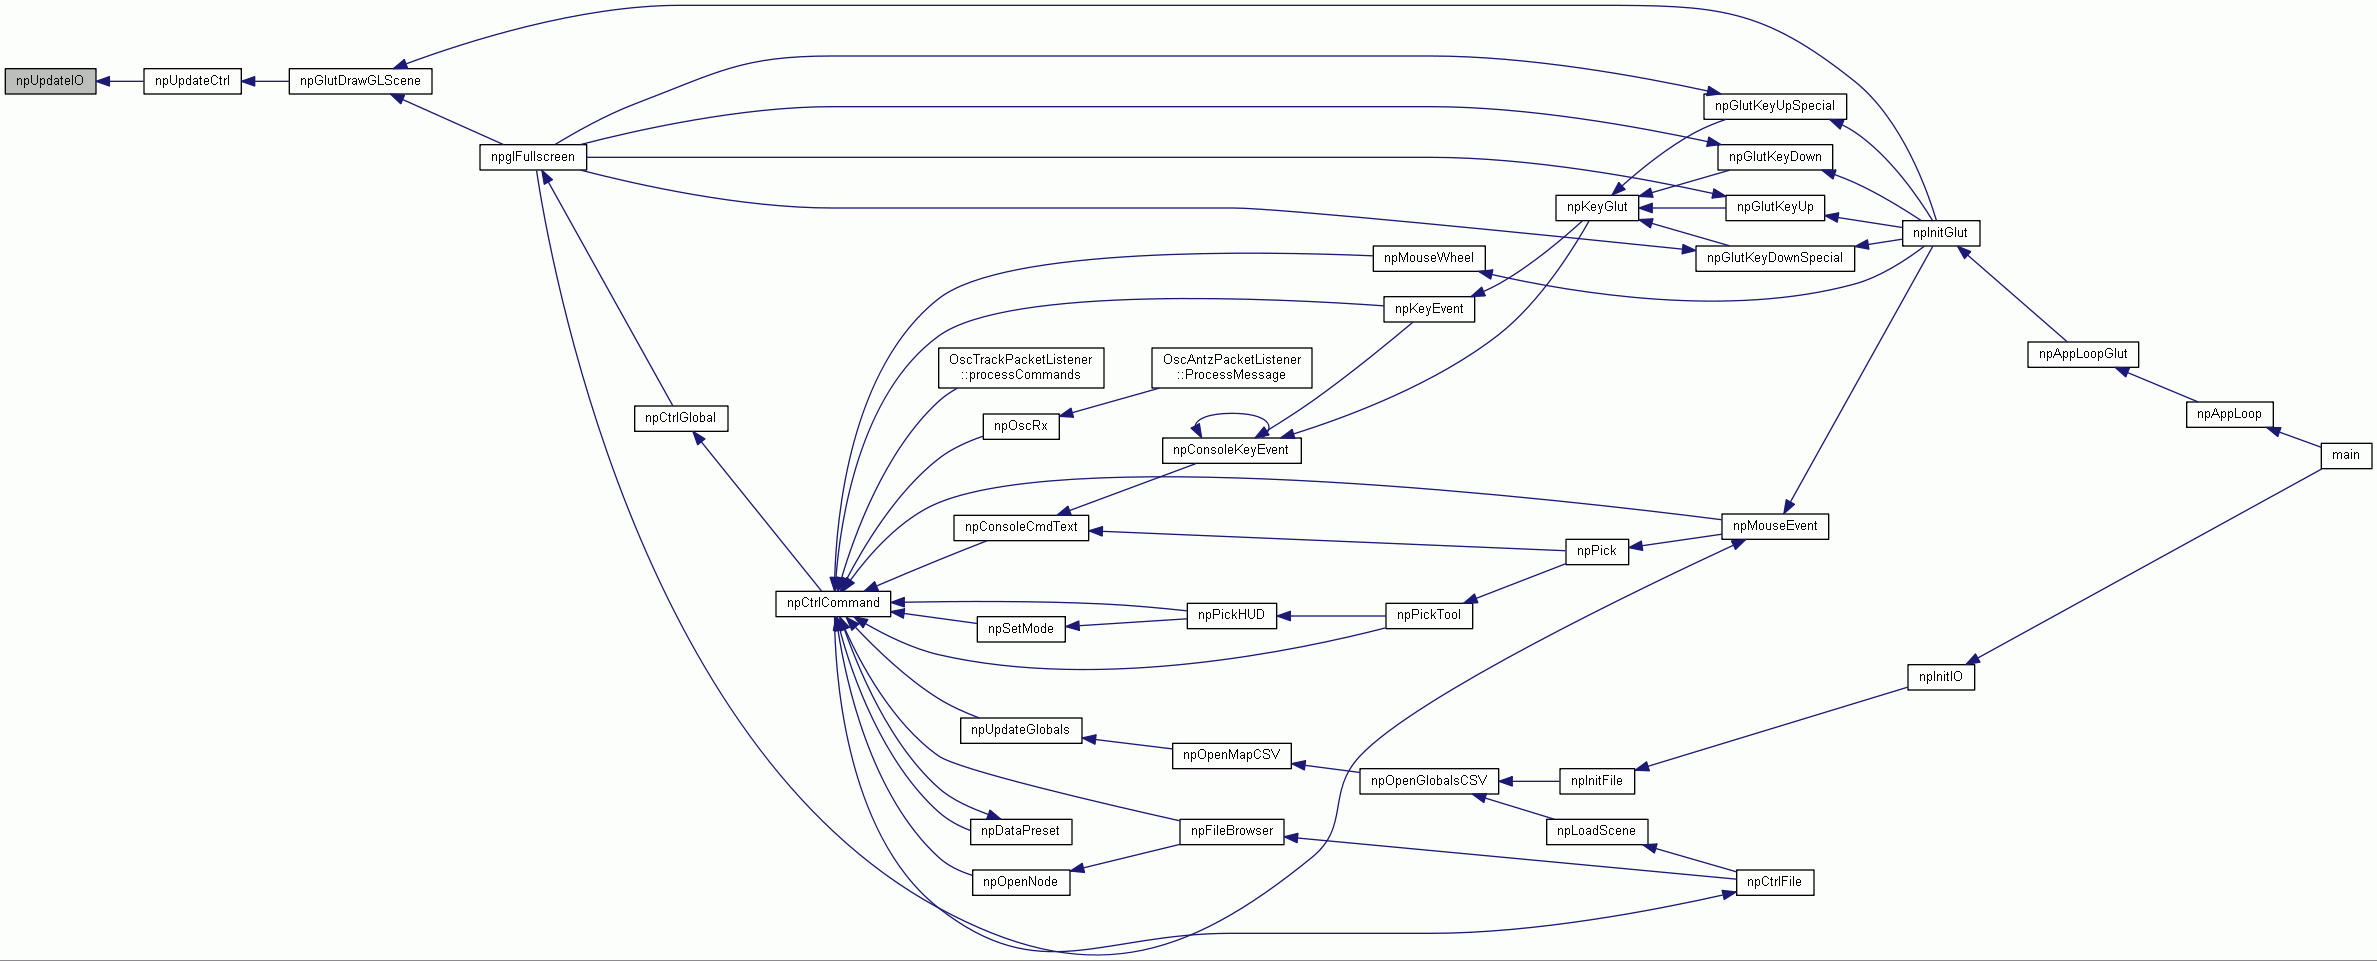 npUpdateIO
npUpdateCtrl
npGlutDrawGLScene
npglFullscreen
npCtrlGlobal
npCtrlCommand
npMouseWheel
npKeyEvent
OscTrackPacketListener
::processCommands
OscAntzPacketListener
::ProcessMessage
npOscRx
npConsoleKeyEvent
npConsoleCmdText
npPickHUD
npSetMode
npPickTool
npPick
npMouseEvent
npUpdateGlobals
npOpenMapCSV
npOpenGlobalsCSV
npInitFile
npLoadScene
npDataPreset
npFileBrowser
npOpenNode
npCtrlFile
npKeyGlut
npGlutKeyUpSpecial
npGlutKeyDown
npGlutKeyUp
npGlutKeyDownSpecial
npInitGlut
npAppLoopGlut
npAppLoop
main
npInitIO